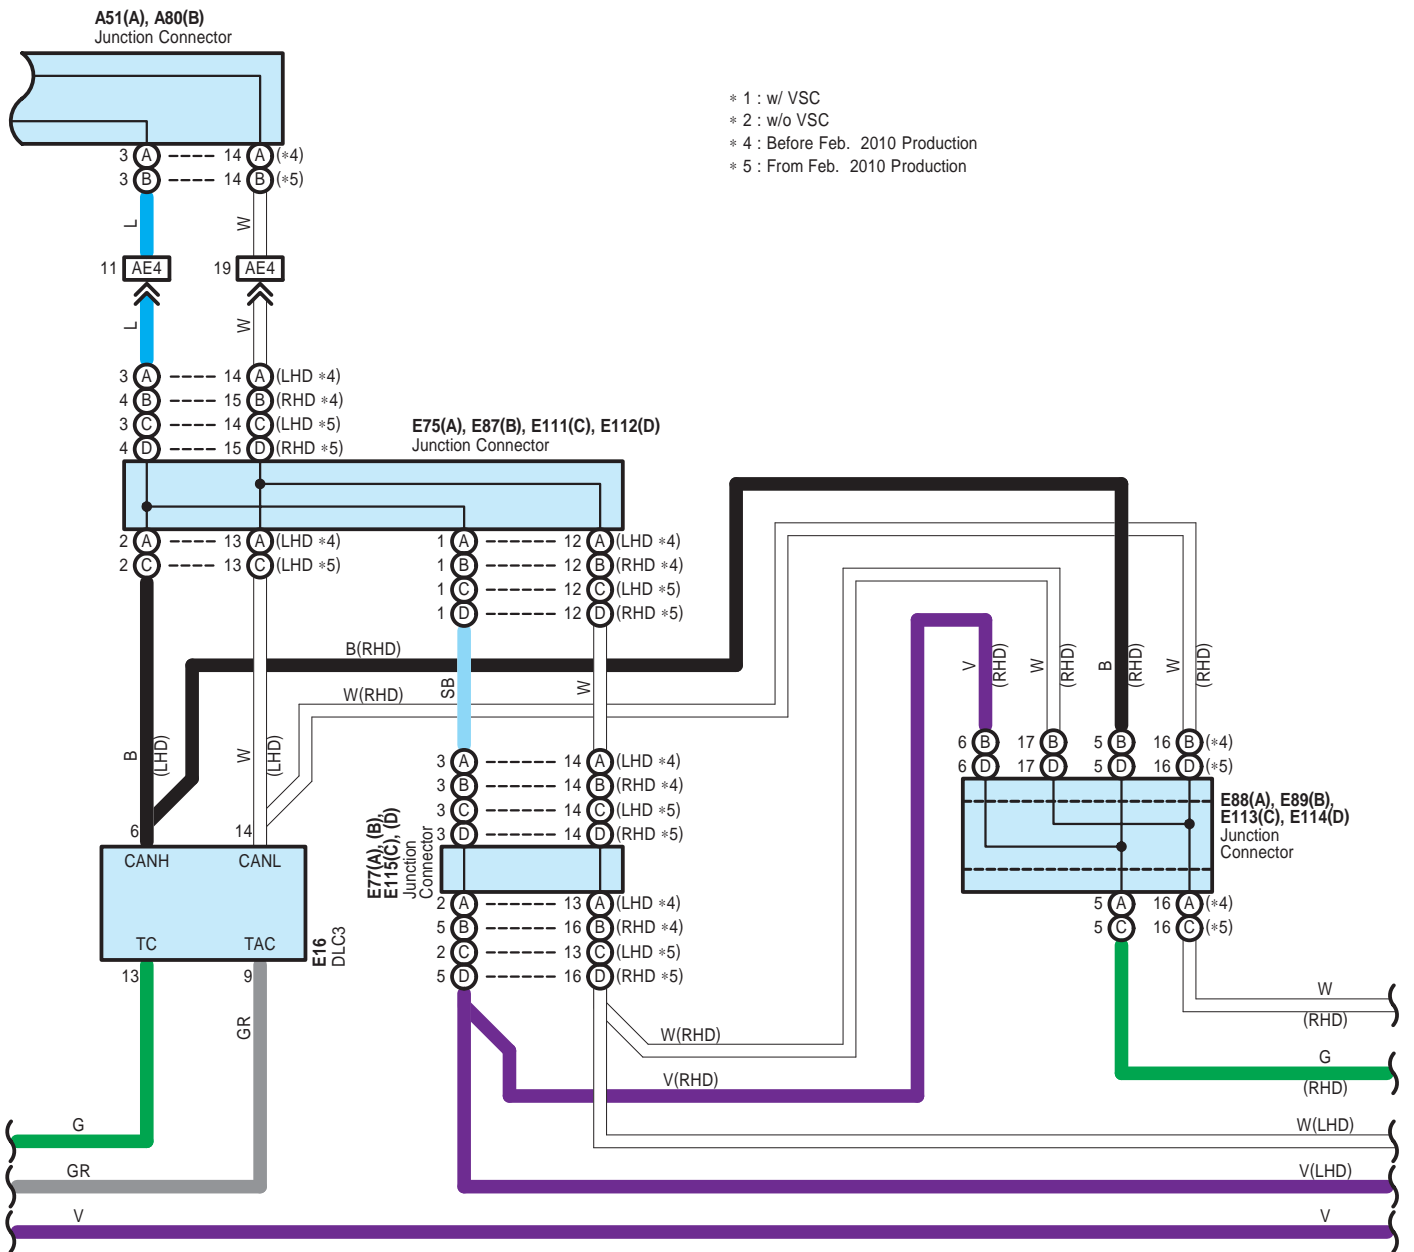 A51(A), A80(B)
Junction Connector
* 1 : w/ VSC
* 2 : w/o VSC
* 4 : Before Feb. 2010 Production
* 5 : From Feb. 2010 Production
3 A 14 A (*4)
3 B 14 B (*5)
L W
11 AE4 19 AE4
L W
3 A 14 A (LHD *4)
4 B 15 B (RHD *4)
3 C 14 C (LHD *5)
4 D 15 D (RHD *5)
E75(A), E87(B), E111(C), E112(D)
Junction Connector
2 A 13 A (LHD *4) 1 A 12 A (LHD *4)
2 C 13 C (LHD *5) 1 B 12 B (RHD *4)
1 C 12 C (LHD *5)
1 D 12 D (RHD *5)
B(RHD)
SB W
W(RHD)
V (RHD) W (RHD) B (RHD) W (RHD)
B (LHD) W (LHD)
6 B 17 B 5 B 16 B (*4)
6 D 17 D 5 D 16 D (*5)
3 A 14 A (LHD *4)
3 B 14 B (RHD *4)
3 C 14 C (LHD *5)
3 D 14 D (RHD *5)
E88(A), E89(B),
E113(C), E114(D)
Junction
Connector
6 14
CANH CANL
TC TAC
E16
DLC3
13 9
E77(A), (B),
E115(C), (D)
Junction
Connector
2 A 13 A (LHD *4)
5 B 16 B (RHD *4)
2 C 13 C (LHD *5)
5 D 16 D (RHD *5)
5 A 16 A (*4)
5 C 16 C (*5)
GR
W
(RHD)
W(RHD)
G
(RHD)
V(RHD)
G
W(LHD)
GR
V(LHD)
V V